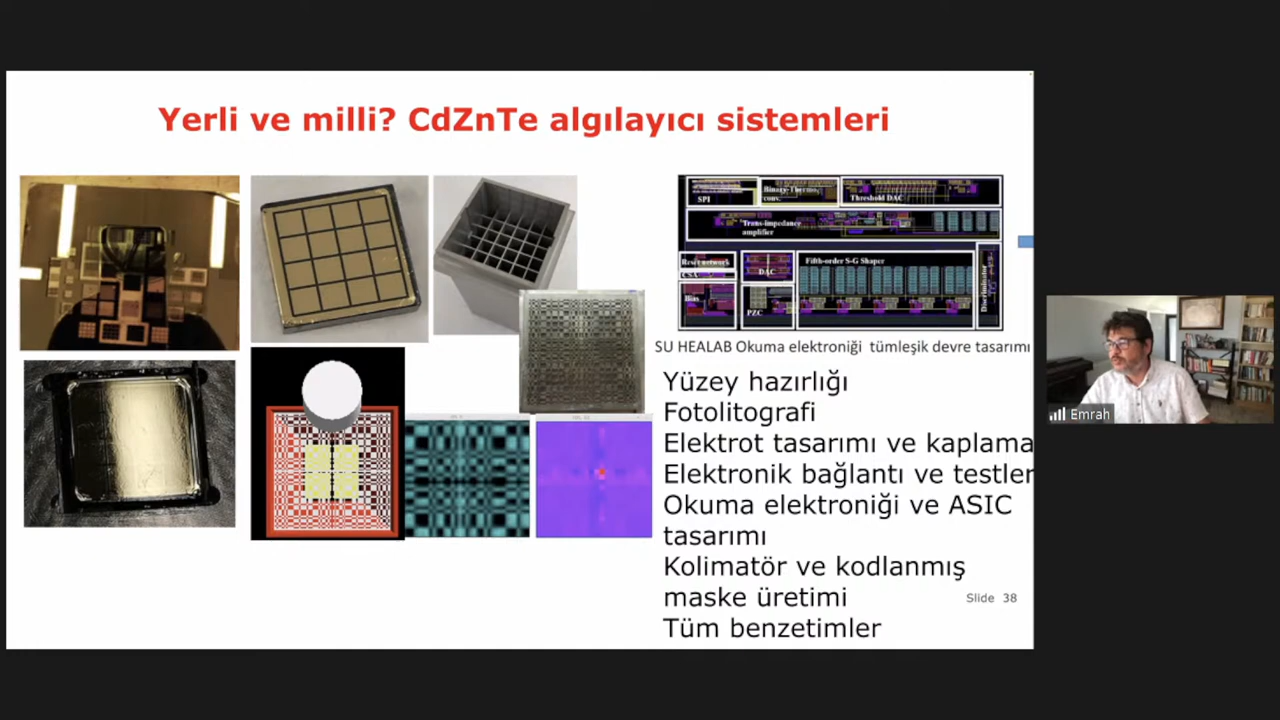 Yerli ve milli? CdZnTe algılayıcı sistemleri
SPI
Binary-Thermo.
conv.
Threshold DAC
Trans-impedance
amplifier
Reset network
CSA
DAC
Fifth-order S-G Shaper
Bias
PZC
Discriminator
SU HEALAB Okuma elektroniği tümleşik devre tasarımı
Yüzey hazırlığı
Fotolitografi
Elektrot tasarımı ve kaplama
Elektronik bağlantı ve testler
Okuma elektroniği ve ASIC
tasarımı
Kolimatör ve kodlanmış
maske üretimi
Tüm benzetimler
Slide 38
Emrah